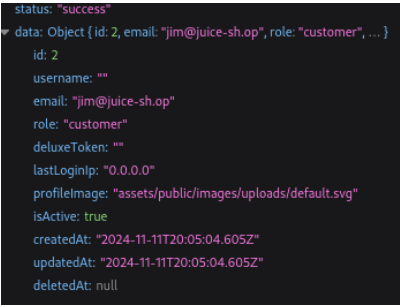 status: "success"
data: Object { id: 2, email: "jim@juice-sh.op", role: "customer", … }
id: 2
username: ""
email: "jim@juice-sh.op"
role: "customer"
deluxeToken: ""
lastLoginIp: "0.0.0.0"
profileImage: "assets/public/images/uploads/default.svg"
isActive: true
createdAt: "2024-11-11T20:05:04.605Z"
updatedAt: "2024-11-11T20:05:04.605Z"
deletedAt: null